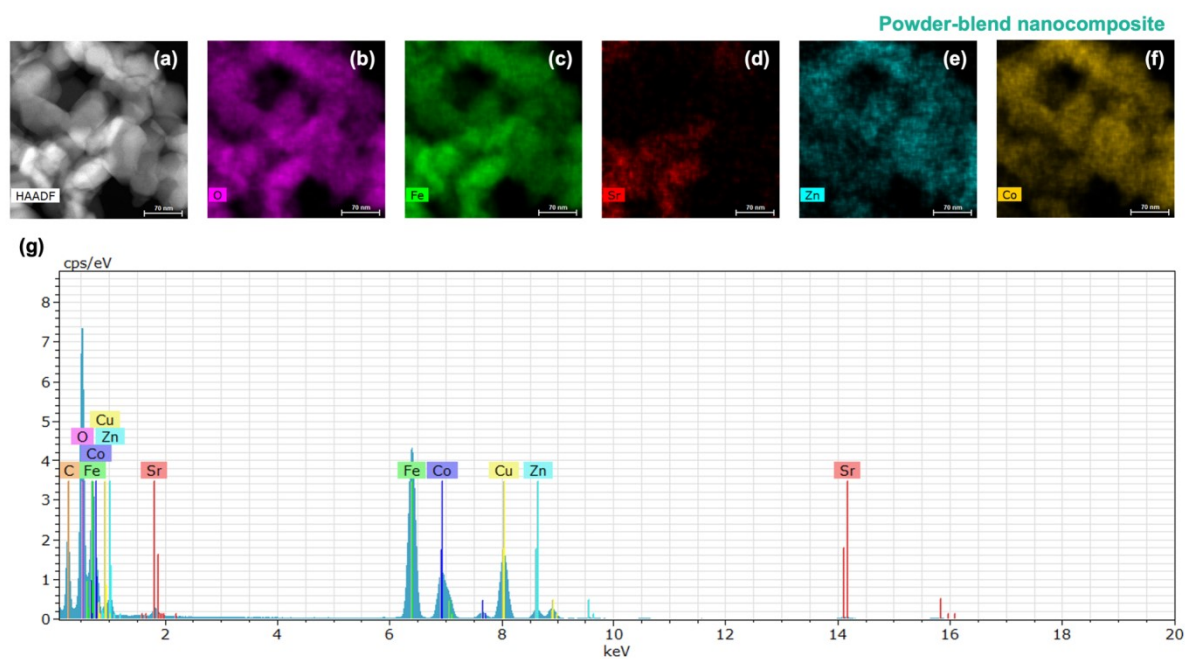 Powder-blend nanocomposite
(a) (b) (c) (d) (e) (f)
HAADF O Fe Sr Zn Co
70 nm 70 nm 70 nm 70 nm 70 nm 70 nm
(g)
cps/eV
8
7
6
5
Cu
O Zn
Co
4
C Fe Sr Fe Co Cu Zn Sr
3
2
1
0
2 4 6 8 10 12 14 16 18 20
keV